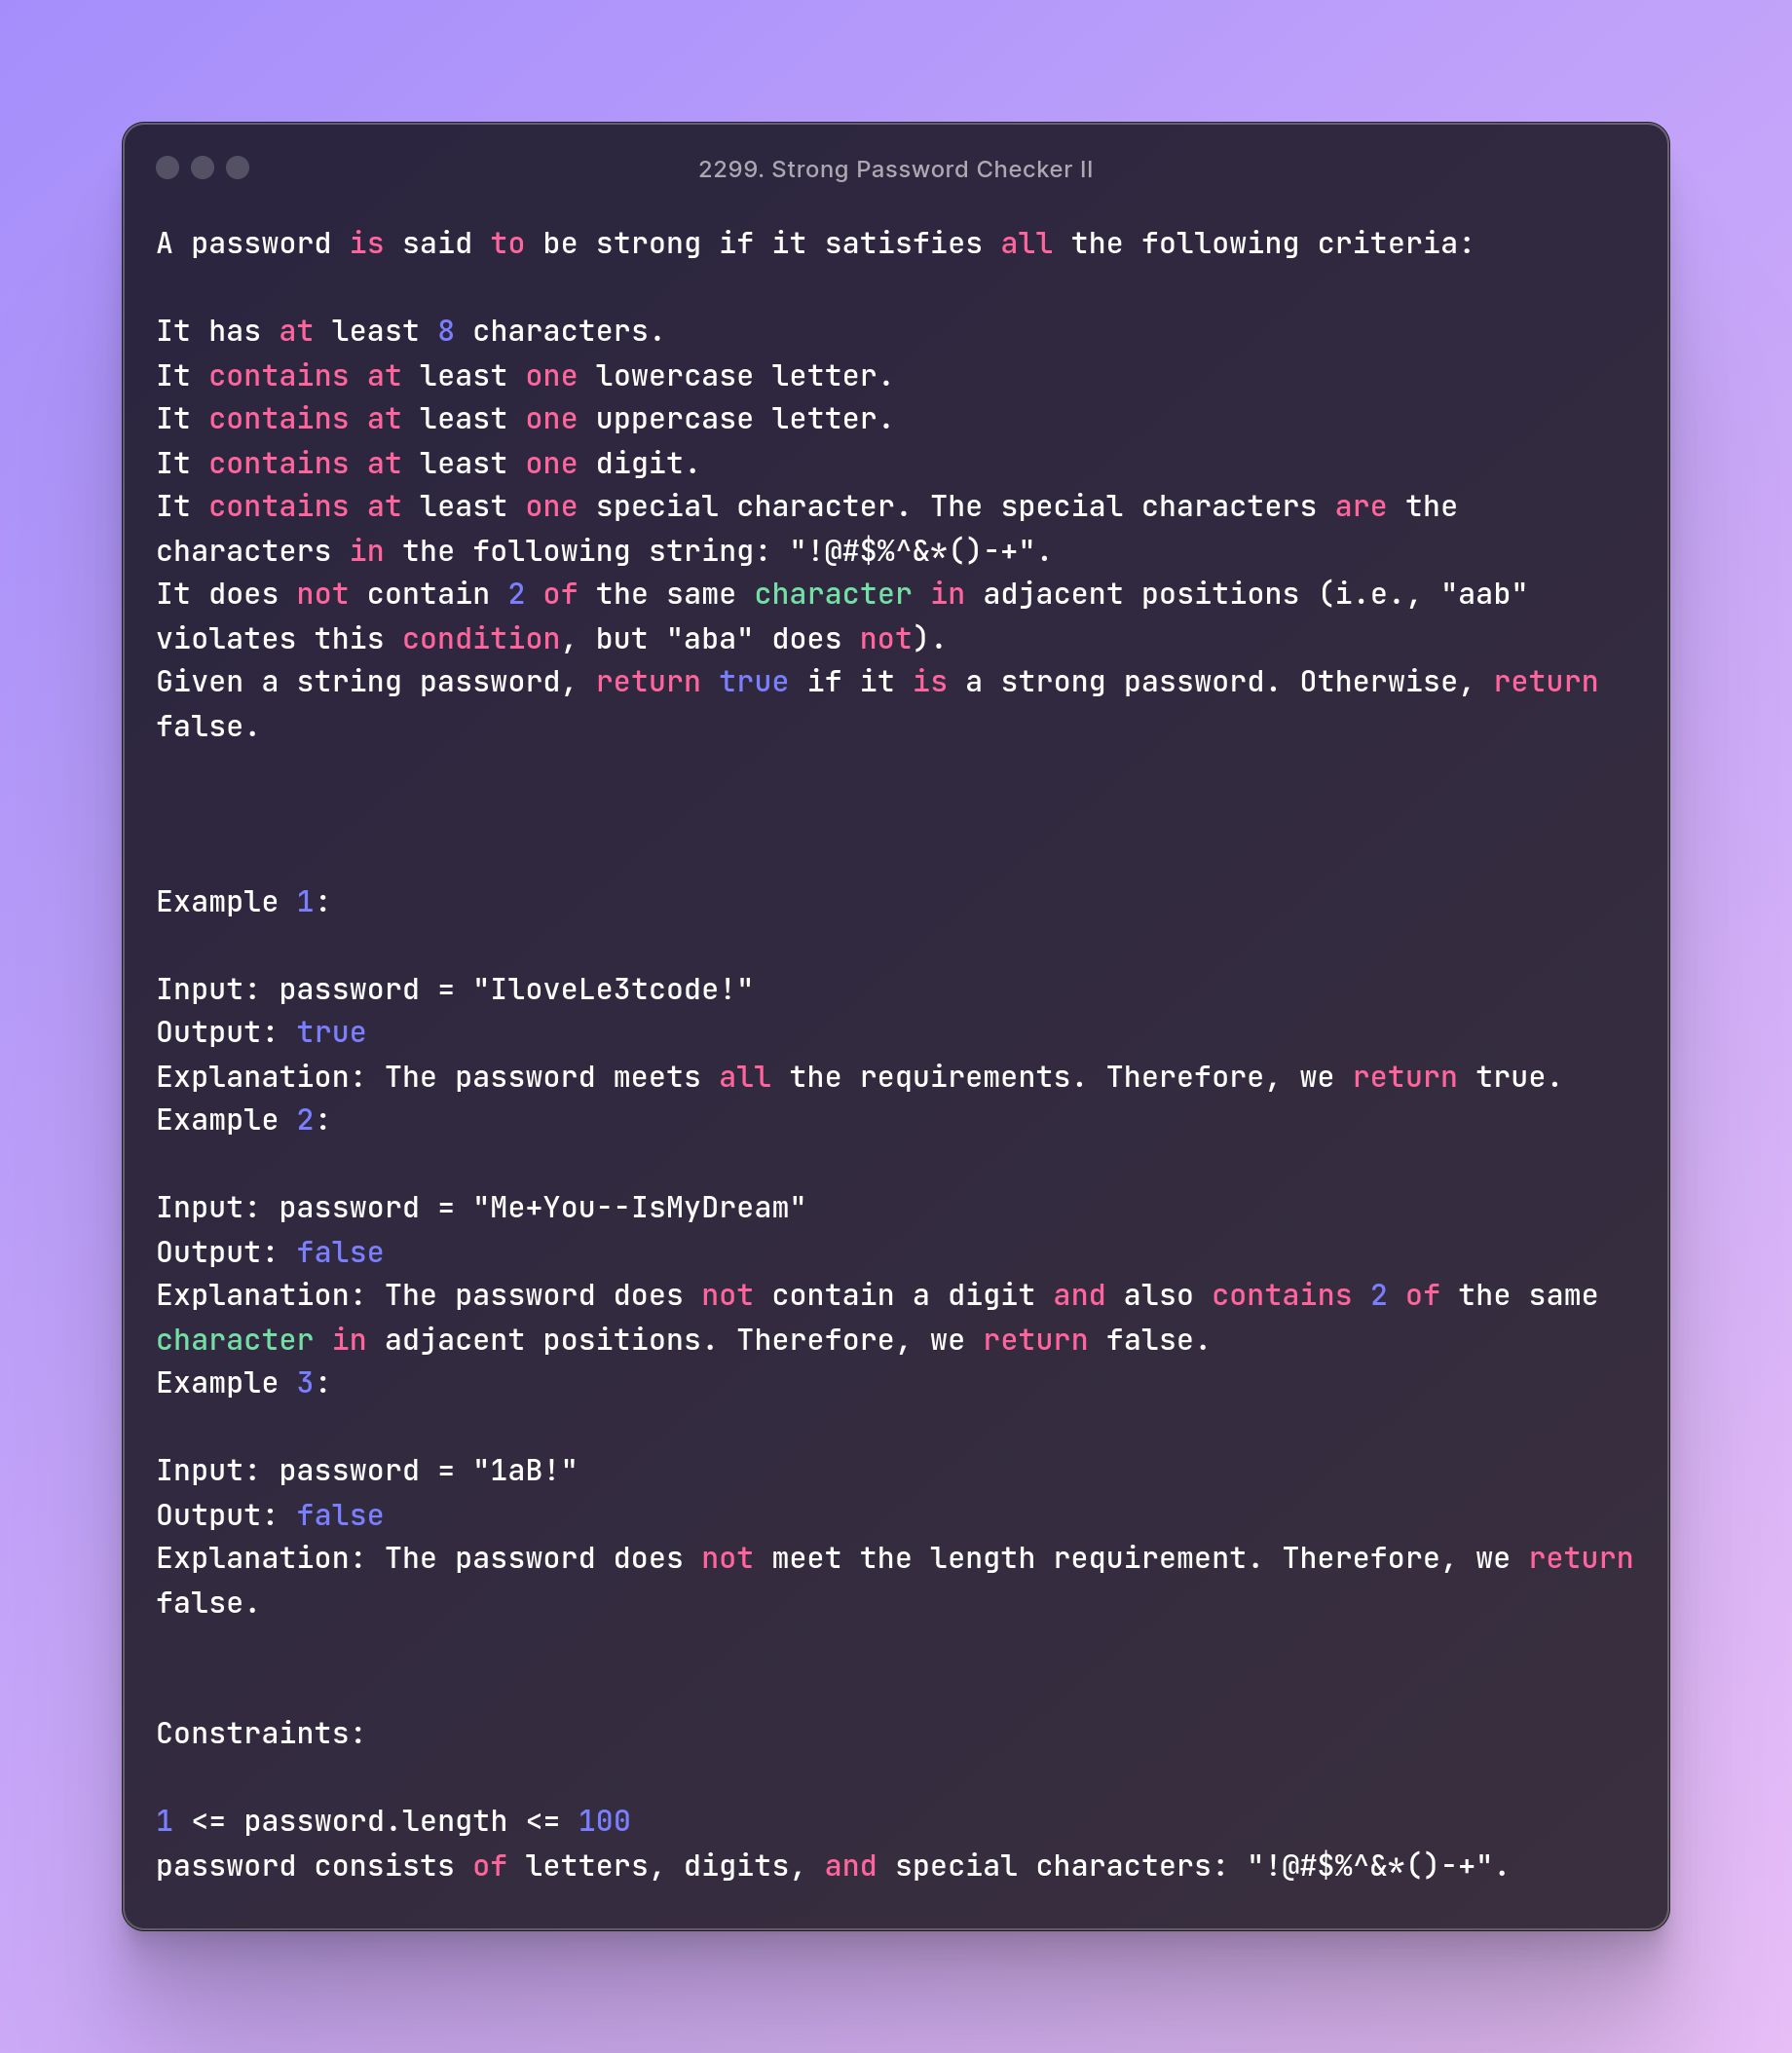 2299. Strong Password Checker II
A password is said to be strong if it satisfies all the following criteria:
It has at least 8 characters.
It contains at least one lowercase letter.
It contains at least one uppercase letter.
It contains at least one digit.
It contains at least one special character. The special characters are the
characters in the following string: "!@#$%^&*()-+".
It does not contain 2 of the same character in adjacent positions (i.e., "aab"
violates this condition, but "aba" does not).
Given a string password, return true if it is a strong password. Otherwise, return
false.
Example 1:
Input: password = "IloveLe3tcode!"
Output: true
Explanation: The password meets all the requirements. Therefore, we return true.
Example 2:
Input: password = "Me+You--IsMyDream"
Output: false
Explanation: The password does not contain a digit and also contains 2 of the same
character in adjacent positions. Therefore, we return false.
Example 3:
Input: password = "1aB!"
Output: false
Explanation: The password does not meet the length requirement. Therefore, we return
false.
Constraints:
1 <= password.length <= 100
password consists of letters, digits, and special characters: "!@#$%^&*()-+".